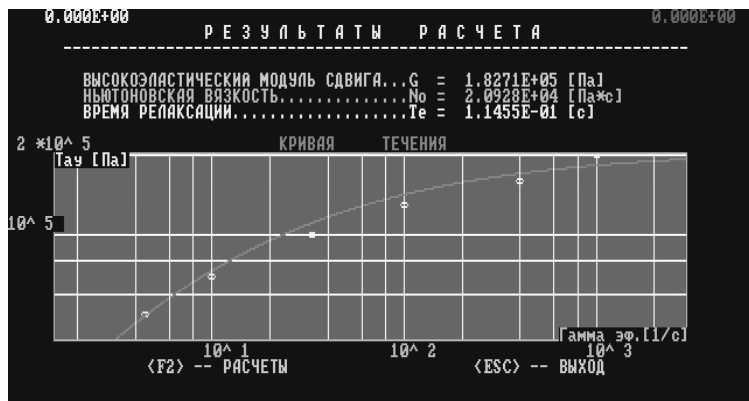 0.000E+00 0.000E+00
РЕЗУЛЬТАТЫ РАСЧЕТА
ВЫСОКОЭЛАСТИЧЕСКИЙ МОДУЛЬ СДВИГА...G = 1.8271E+05 [Па]
НЬЮТОНОВСКАЯ ВЯЗКОСТЬ..............No = 2.0928E+04 [Па*с]
ВРЕМЯ РЕЛАКСАЦИИ...................Te = 1.1455E-01 [с]
2 *10^ 5 КРИВАЯ ТЕЧЕНИЯ
Тау [Па]
10^ 5
Гамма эф.[1/с]
10^ 1 10^ 2 10^ 3
<F2> -- РАСЧЕТЫ <ESC> -- ВЫХОД